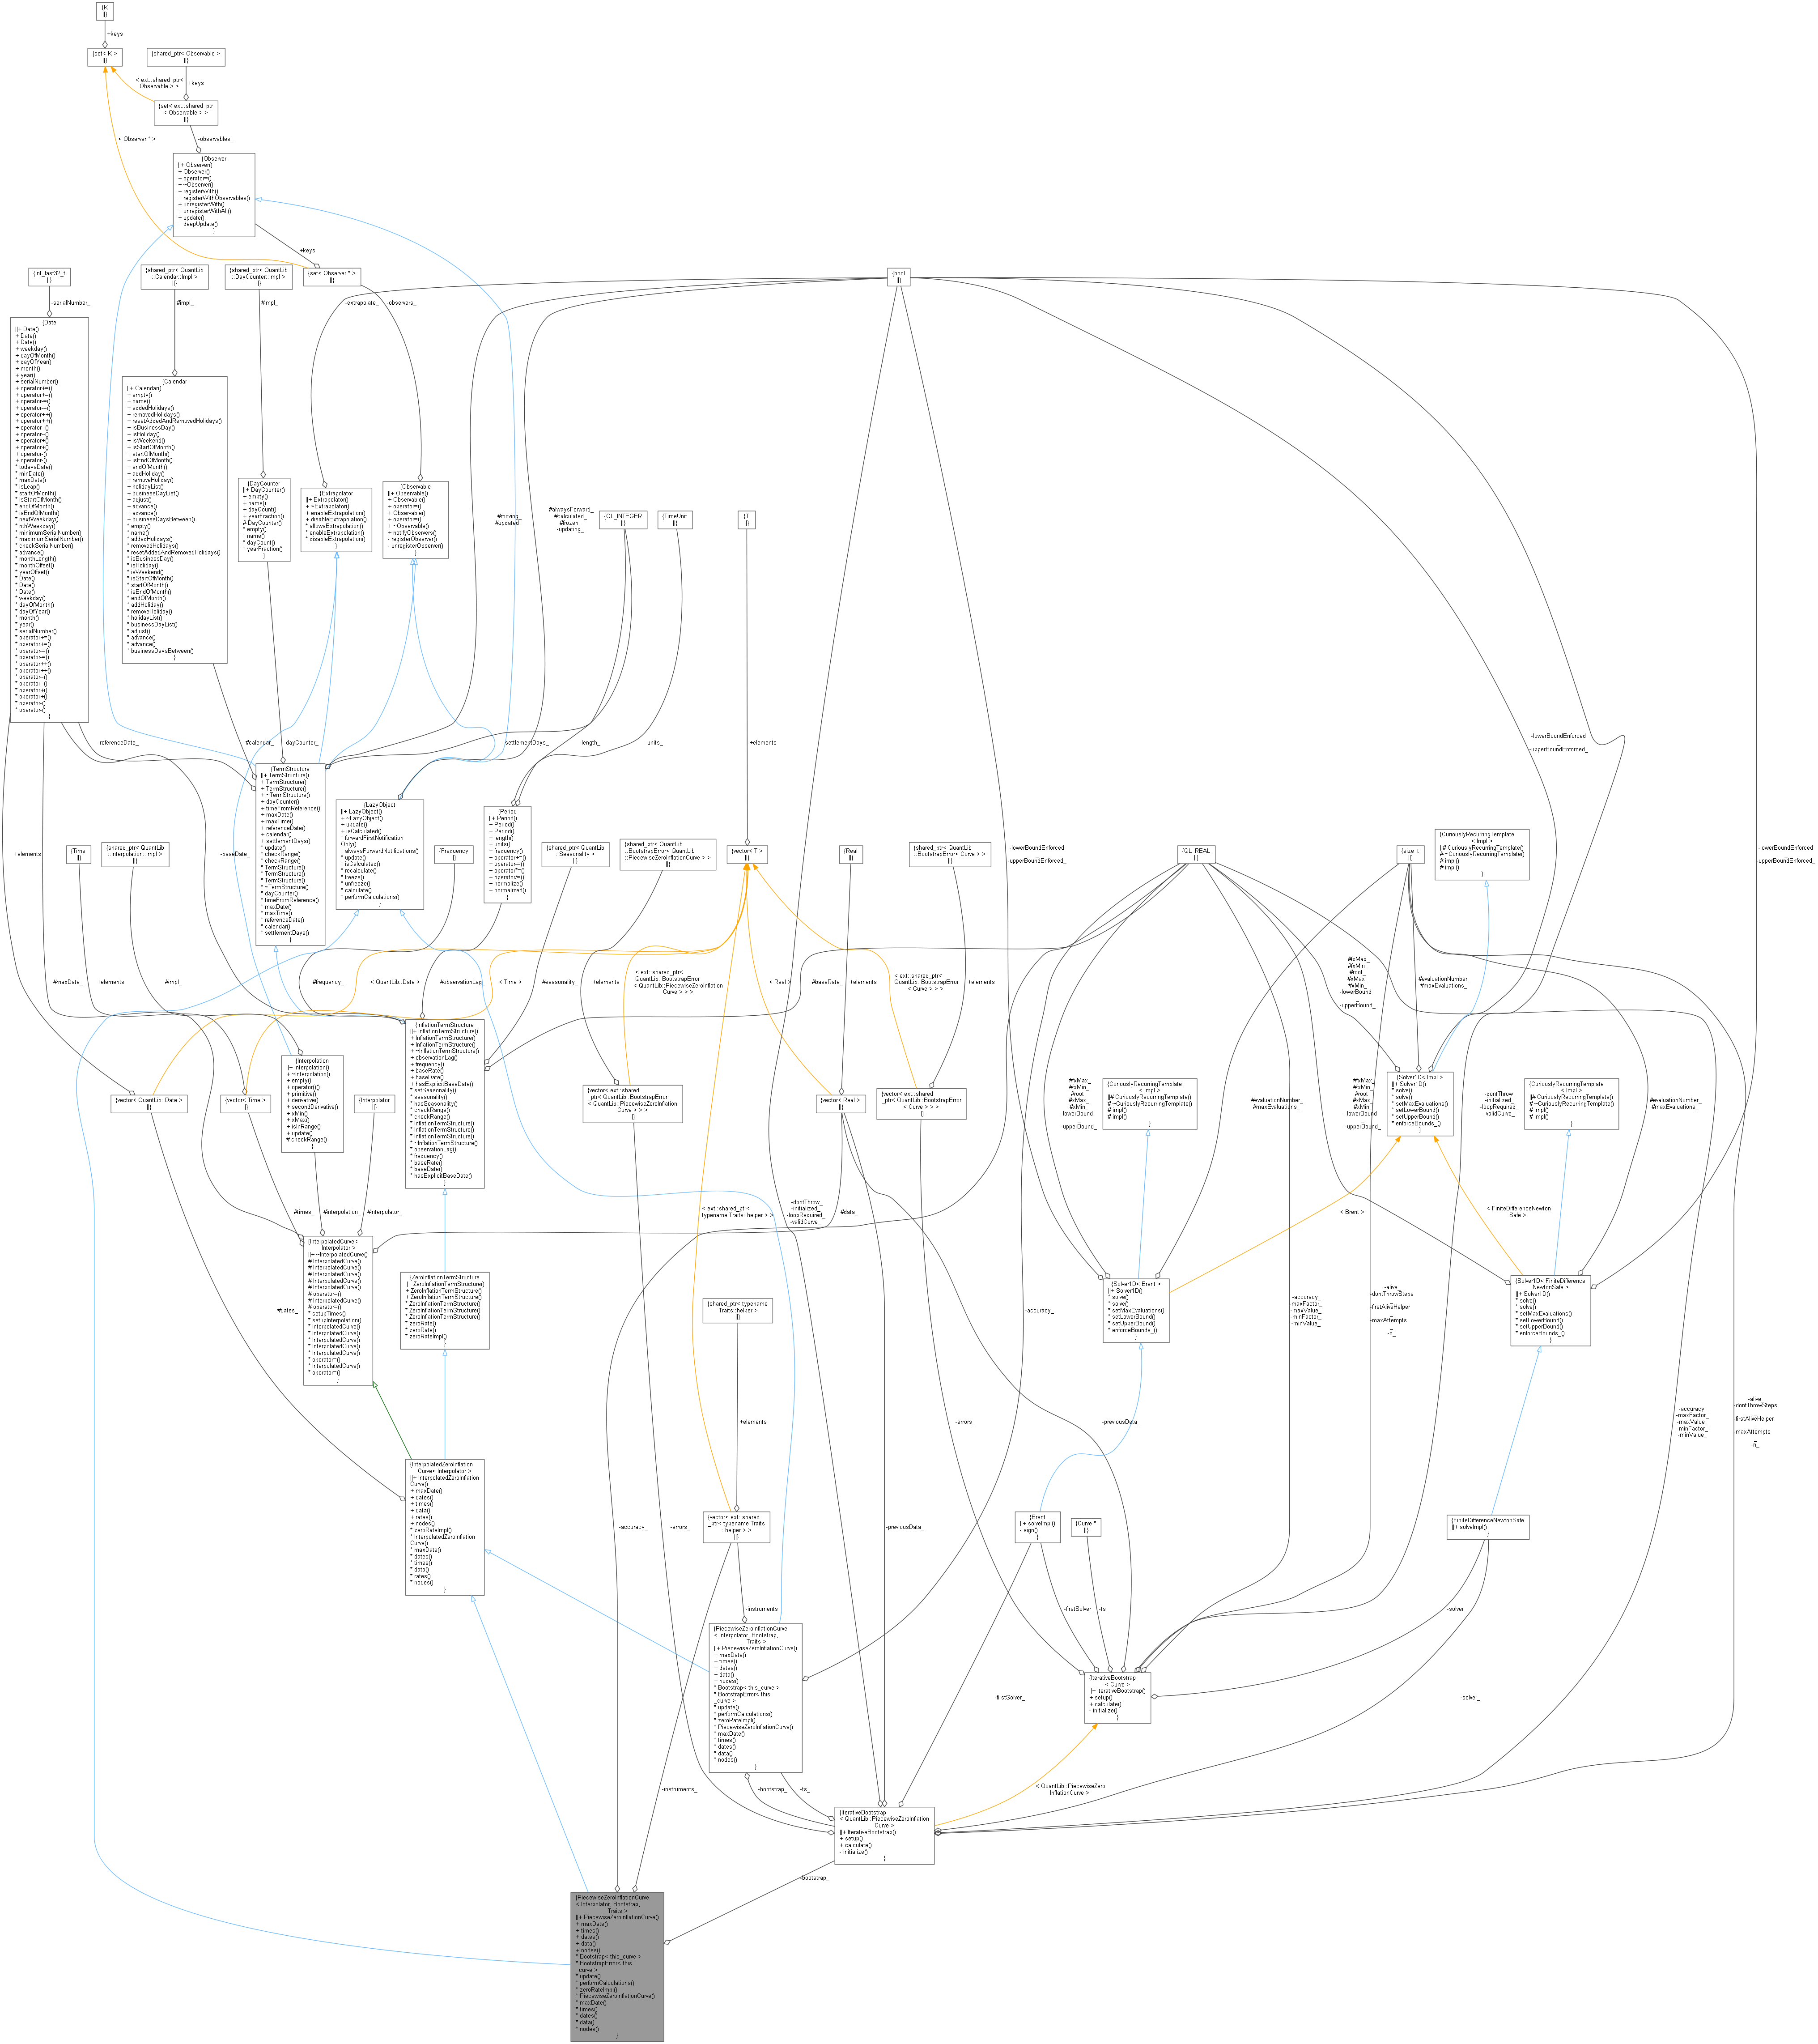 {K
||}
+keys
{set< K >
||}
{shared_ptr< Observable >
||}
< ext::shared_ptr<
Observable > >
+keys
{set< ext::shared_ptr
< Observable > >
||}
< Observer * >
-observables_
{Observer
||+ Observer()
+ Observer()
+ operator=()
+ ~Observer()
+ registerWith()
+ registerWithObservables()
+ unregisterWith()
+ unregisterWithAll()
+ update()
+ deepUpdate()
}
+keys
{int_fast32_t
||}
{shared_ptr< QuantLib
::Calendar::Impl >
||}
{shared_ptr< QuantLib
::DayCounter::Impl >
||}
{set< Observer * >
||}
{bool
||}
-serialNumber_
#impl_
#impl_
-extrapolate_
-observers_
{Date
||+ Date()
+ Date()
+ Date()
+ weekday()
+ dayOfMonth()
+ dayOfYear()
+ month()
+ year()
+ serialNumber()
+ operator+=()
+ operator+=()
+ operator-=()
+ operator-=()
+ operator++()
+ operator++()
+ operator--()
+ operator--()
+ operator+()
+ operator+()
+ operator-()
+ operator-()
* todaysDate()
* minDate()
* maxDate()
* isLeap()
* startOfMonth()
* isStartOfMonth()
* endOfMonth()
* isEndOfMonth()
* nextWeekday()
* nthWeekday()
* minimumSerialNumber()
* maximumSerialNumber()
* checkSerialNumber()
* advance()
* monthLength()
* monthOffset()
* yearOffset()
* Date()
* Date()
* Date()
* weekday()
* dayOfMonth()
* dayOfYear()
* month()
* year()
* serialNumber()
* operator+=()
* operator+=()
* operator-=()
* operator-=()
* operator++()
* operator++()
* operator--()
* operator--()
* operator+()
* operator+()
* operator-()
* operator-()
}
{Calendar
||+ Calendar()
+ empty()
+ name()
+ addedHolidays()
+ removedHolidays()
+ resetAddedAndRemovedHolidays()
+ isBusinessDay()
+ isHoliday()
+ isWeekend()
+ isStartOfMonth()
+ startOfMonth()
+ isEndOfMonth()
+ endOfMonth()
+ addHoliday()
+ removeHoliday()
+ holidayList()
+ businessDayList()
+ adjust()
+ advance()
+ advance()
+ businessDaysBetween()
* empty()
* name()
* addedHolidays()
* removedHolidays()
* resetAddedAndRemovedHolidays()
* isBusinessDay()
* isHoliday()
* isWeekend()
* isStartOfMonth()
* startOfMonth()
* isEndOfMonth()
* endOfMonth()
* addHoliday()
* removeHoliday()
* holidayList()
* businessDayList()
* adjust()
* advance()
* advance()
* businessDaysBetween()
}
{DayCounter
||+ DayCounter()
+ empty()
+ name()
+ dayCount()
+ yearFraction()
# DayCounter()
* empty()
* name()
* dayCount()
* yearFraction()
}
{Extrapolator
||+ Extrapolator()
+ ~Extrapolator()
+ enableExtrapolation()
+ disableExtrapolation()
+ allowsExtrapolation()
* enableExtrapolation()
* disableExtrapolation()
}
{Observable
||+ Observable()
+ Observable()
+ operator=()
+ Observable()
+ operator=()
+ ~Observable()
+ notifyObservers()
- registerObserver()
- unregisterObserver()
}
#moving_
#updated_
#alwaysForward_
#calculated_
#frozen_
-updating_
{QL_INTEGER
||}
{TimeUnit
||}
{T
||}
-referenceDate_
#calendar_
-dayCounter_
-settlementDays_
-length_
-units_
+elements
-lowerBoundEnforced
_
-upperBoundEnforced_
{TermStructure
||+ TermStructure()
+ TermStructure()
+ TermStructure()
+ ~TermStructure()
+ dayCounter()
+ timeFromReference()
+ maxDate()
+ maxTime()
+ referenceDate()
+ calendar()
+ settlementDays()
* update()
* checkRange()
* checkRange()
* TermStructure()
* TermStructure()
* TermStructure()
* ~TermStructure()
* dayCounter()
* timeFromReference()
* maxDate()
* maxTime()
* referenceDate()
* calendar()
* settlementDays()
}
{LazyObject
||+ LazyObject()
+ ~LazyObject()
+ update()
+ isCalculated()
* forwardFirstNotification
Only()
* alwaysForwardNotifications()
* update()
* isCalculated()
* recalculate()
* freeze()
* unfreeze()
* calculate()
* performCalculations()
}
{Period
||+ Period()
+ Period()
+ Period()
+ Period()
+ length()
+ units()
+ frequency()
+ operator+=()
+ operator-=()
+ operator*=()
+ operator/=()
+ normalize()
+ normalized()
}
+elements
{Time
||}
{shared_ptr< QuantLib
::Interpolation::Impl >
||}
-baseDate_
{Frequency
||}
{shared_ptr< QuantLib
::Seasonality >
||}
{shared_ptr< QuantLib
::BootstrapError< QuantLib
::PiecewiseZeroInflationCurve > >
||}
{vector< T >
||}
{Real
||}
{shared_ptr< QuantLib
::BootstrapError< Curve > >
||}
-lowerBoundEnforced
_
-upperBoundEnforced_
{QL_REAL
||}
{size_t
||}
{CuriouslyRecurringTemplate
< Impl >
||# CuriouslyRecurringTemplate()
# ~CuriouslyRecurringTemplate()
# impl()
# impl()
}
-lowerBoundEnforced
_
-upperBoundEnforced_
#maxDate_
+elements
#impl_
#frequency_
< QuantLib::Date >
#observationLag_
< Time >
#seasonality_
+elements
< ext::shared_ptr<
QuantLib::BootstrapError
< QuantLib::PiecewiseZeroInflation
Curve > > >
< Real >
#baseRate_
+elements
< ext::shared_ptr<
QuantLib::BootstrapError
< Curve > > >
+elements
#fxMax_
#fxMin_
#root_
#xMax_
#xMin_
-lowerBound
_
-upperBound_
#evaluationNumber_
#maxEvaluations_
{vector< QuantLib::Date >
||}
{vector< Time >
||}
{Interpolation
||+ Interpolation()
+ ~Interpolation()
+ empty()
+ operator()()
+ primitive()
+ derivative()
+ secondDerivative()
+ xMin()
+ xMax()
+ isInRange()
+ update()
# checkRange()
}
{Interpolator
||}
{InflationTermStructure
||+ InflationTermStructure()
+ InflationTermStructure()
+ InflationTermStructure()
+ ~InflationTermStructure()
+ observationLag()
+ frequency()
+ baseRate()
+ baseDate()
+ hasExplicitBaseDate()
* setSeasonality()
* seasonality()
* hasSeasonality()
* checkRange()
* checkRange()
* InflationTermStructure()
* InflationTermStructure()
* InflationTermStructure()
* ~InflationTermStructure()
* observationLag()
* frequency()
* baseRate()
* baseDate()
* hasExplicitBaseDate()
}
{vector< ext::shared
_ptr< QuantLib::BootstrapError
< QuantLib::PiecewiseZeroInflation
Curve > > >
||}
{vector< Real >
||}
{vector< ext::shared
_ptr< QuantLib::BootstrapError
< Curve > > >
||}
#fxMax_
#fxMin_
#root_
#xMax_
#xMin_
-lowerBound
_
-upperBound_
{CuriouslyRecurringTemplate
< Impl >
||# CuriouslyRecurringTemplate()
# ~CuriouslyRecurringTemplate()
# impl()
# impl()
}
#evaluationNumber_
#maxEvaluations_
#fxMax_
#fxMin_
#root_
#xMax_
#xMin_
-lowerBound
_
-upperBound_
{Solver1D< Impl >
||+ Solver1D()
* solve()
* solve()
* setMaxEvaluations()
* setLowerBound()
* setUpperBound()
* enforceBounds_()
}
-dontThrow_
-initialized_
-loopRequired_
-validCurve_
{CuriouslyRecurringTemplate
< Impl >
||# CuriouslyRecurringTemplate()
# ~CuriouslyRecurringTemplate()
# impl()
# impl()
}
#evaluationNumber_
#maxEvaluations_
#times_
#interpolation_
#interpolator_
< ext::shared_ptr<
typename Traits::helper > >
-dontThrow_
-initialized_
-loopRequired_
-validCurve_
#data_
< Brent >
< FiniteDifferenceNewton
Safe >
{InterpolatedCurve<
Interpolator >
||+ ~InterpolatedCurve()
# InterpolatedCurve()
# InterpolatedCurve()
# InterpolatedCurve()
# InterpolatedCurve()
# InterpolatedCurve()
# operator=()
# InterpolatedCurve()
# operator=()
* setupTimes()
* setupInterpolation()
* InterpolatedCurve()
* InterpolatedCurve()
* InterpolatedCurve()
* InterpolatedCurve()
* InterpolatedCurve()
* operator=()
* InterpolatedCurve()
* operator=()
}
#dates_
{ZeroInflationTermStructure
||+ ZeroInflationTermStructure()
+ ZeroInflationTermStructure()
+ ZeroInflationTermStructure()
* ZeroInflationTermStructure()
* ZeroInflationTermStructure()
* ZeroInflationTermStructure()
* zeroRate()
* zeroRate()
* zeroRateImpl()
}
{shared_ptr< typename
Traits::helper >
||}
-accuracy_
{Solver1D< Brent >
||+ Solver1D()
* solve()
* solve()
* setMaxEvaluations()
* setLowerBound()
* setUpperBound()
* enforceBounds_()
}
-accuracy_
-maxFactor_
-maxValue_
-minFactor_
-minValue_
-alive_
-dontThrowSteps
_
-firstAliveHelper
_
-maxAttempts
_
-n_
{Solver1D< FiniteDifference
NewtonSafe >
||+ Solver1D()
* solve()
* solve()
* setMaxEvaluations()
* setLowerBound()
* setUpperBound()
* enforceBounds_()
}
+elements
-errors_
-previousData_
-accuracy_
-maxFactor_
-maxValue_
-minFactor_
-minValue_
-alive_
-dontThrowSteps
_
-firstAliveHelper
_
-maxAttempts
_
-n_
{InterpolatedZeroInflation
Curve< Interpolator >
||+ InterpolatedZeroInflation
Curve()
+ maxDate()
+ dates()
+ times()
+ data()
+ rates()
+ nodes()
* zeroRateImpl()
* InterpolatedZeroInflation
Curve()
* maxDate()
* dates()
* times()
* data()
* rates()
* nodes()
}
-accuracy_
-errors_
{vector< ext::shared
_ptr< typename Traits
::helper > >
||}
-previousData_
{Brent
||+ solveImpl()
- sign()
}
{Curve *
||}
{FiniteDifferenceNewtonSafe
||+ solveImpl()
}
-instruments_
-firstSolver_
-ts_
-solver_
{PiecewiseZeroInflationCurve
< Interpolator, Bootstrap,
Traits >
||+ PiecewiseZeroInflationCurve()
+ maxDate()
+ times()
+ dates()
+ data()
+ nodes()
* Bootstrap< this_curve >
* BootstrapError< this
_curve >
* update()
* performCalculations()
* zeroRateImpl()
* PiecewiseZeroInflationCurve()
* maxDate()
* times()
* dates()
* data()
* nodes()
}
-firstSolver_
{IterativeBootstrap
< Curve >
||+ IterativeBootstrap()
+ setup()
+ calculate()
- initialize()
}
-solver_
-instruments_
-bootstrap_
-ts_
< QuantLib::PiecewiseZero
InflationCurve >
{IterativeBootstrap
< QuantLib::PiecewiseZeroInflation
Curve >
||+ IterativeBootstrap()
+ setup()
+ calculate()
- initialize()
}
-bootstrap_
{PiecewiseZeroInflationCurve
< Interpolator, Bootstrap,
Traits >
||+ PiecewiseZeroInflationCurve()
+ maxDate()
+ times()
+ dates()
+ data()
+ nodes()
* Bootstrap< this_curve >
* BootstrapError< this
_curve >
* update()
* performCalculations()
* zeroRateImpl()
* PiecewiseZeroInflationCurve()
* maxDate()
* times()
* dates()
* data()
* nodes()
}